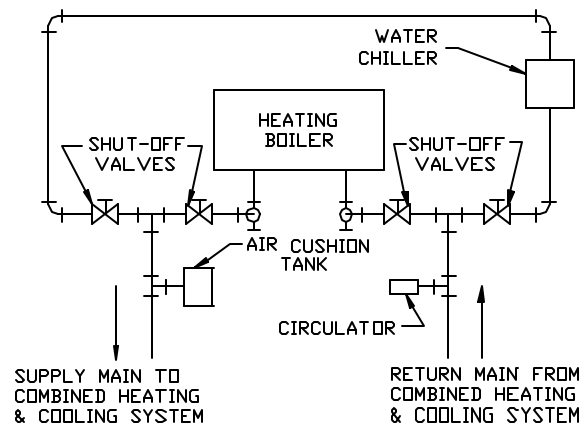 WATER
CHILLER
HEATING
BOILER
SHUT-OFF
VALVES
SHUT-OFF
VALVES
AIR CUSHION
TANK
CIRCULATOR
SUPPLY MAIN TO
COMBINED HEATING
& COOLING SYSTEM
RETURN MAIN FROM
COMBINED HEATING
& COOLING SYSTEM